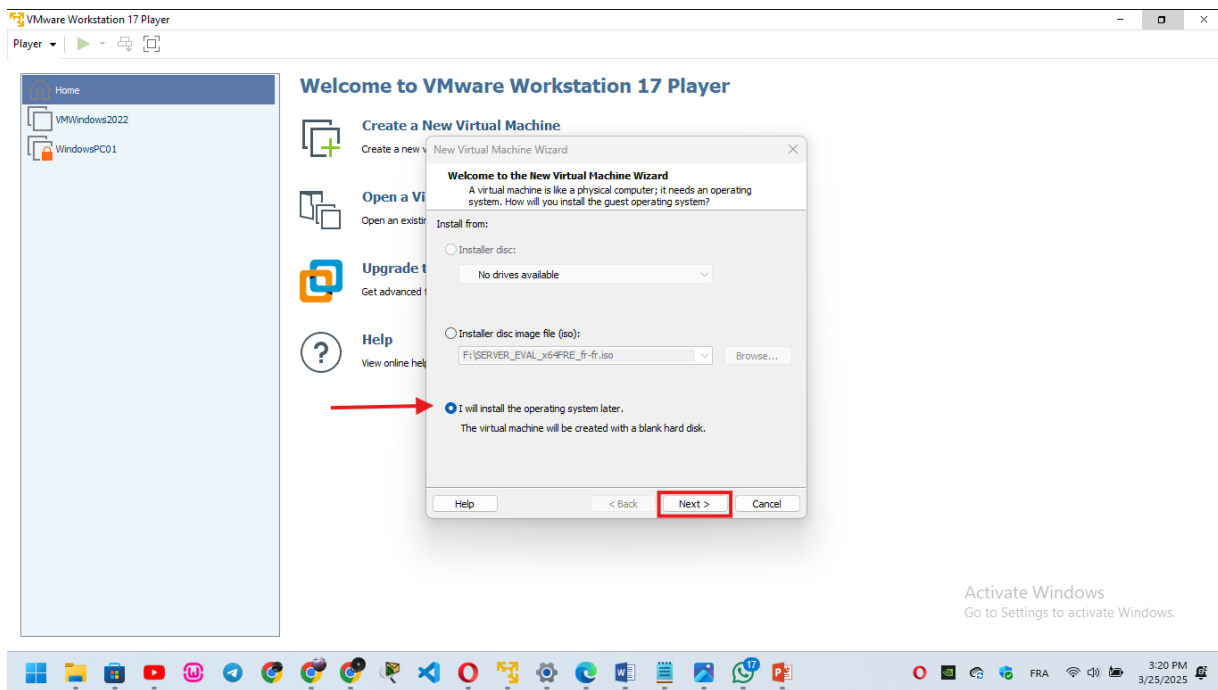 VMware Workstation 17 Player
Player
Home
VMWindows2022
WindowsPC01
Welcome to VMware Workstation 17 Player
Create a New Virtual Machine
Create a new v
Open a Vi
Open an existin
Upgrade t
Get advanced f
Help
View online help
New Virtual Machine Wizard
Welcome to the New Virtual Machine Wizard
A virtual machine is like a physical computer; it needs an operating
system. How will you install the guest operating system?
Install from:
Installer disc:
No drives available
Installer disc image file (iso):
F:\SERVER_EVAL_x64FRE_fr-fr.iso
Browse...
I will install the operating system later.
The virtual machine will be created with a blank hard disk.
Help
< Back
Next >
Cancel
Activate Windows
Go to Settings to activate Windows.
17
FRA
3:20 PM
3/25/2025